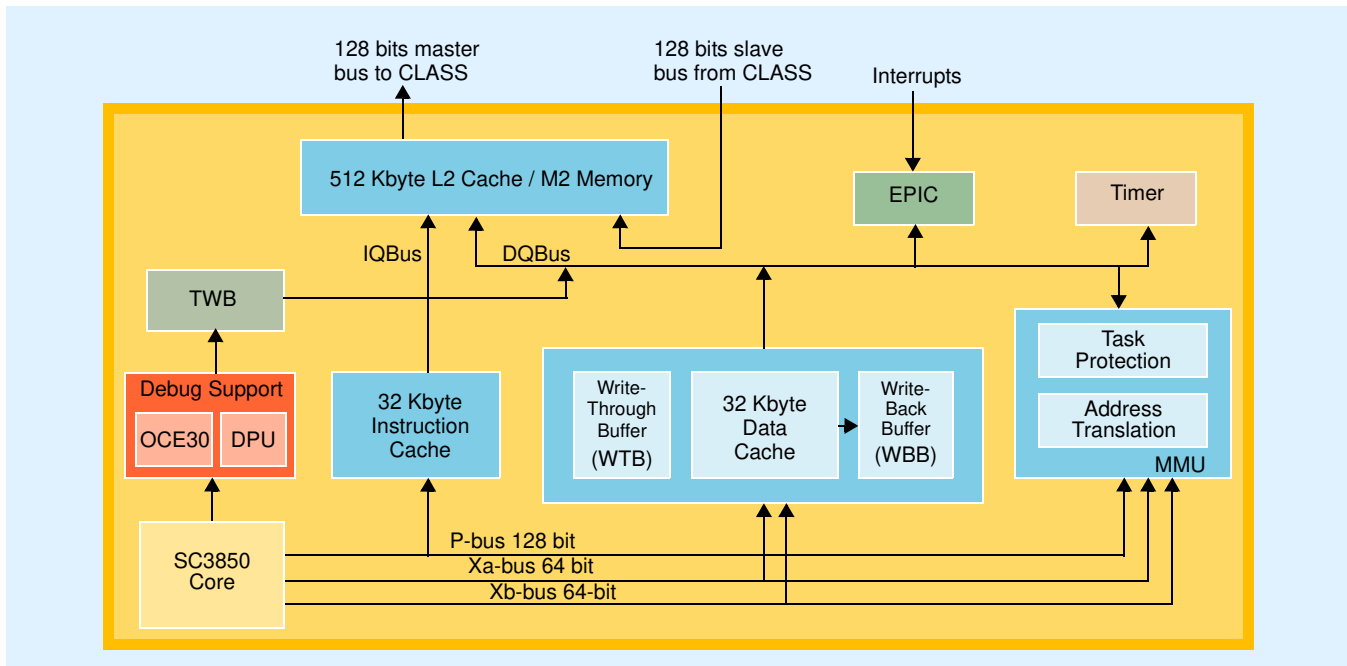 128 bits master
bus to CLASS
128 bits slave
bus from CLASS
Interrupts
512 Kbyte L2 Cache / M2 Memory
EPIC
Timer
IQBus
DQBus
TWB
Task
Protection
Address
Translation
MMU
Debug Support
OCE30
DPU
32 Kbyte
Instruction
Cache
Write-
Through
Buffer
(WTB)
32 Kbyte
Data
Cache
Write-
Back
Buffer
(WBB)
SC3850
Core
P-bus 128 bit
Xa-bus 64 bit
Xb-bus 64-bit